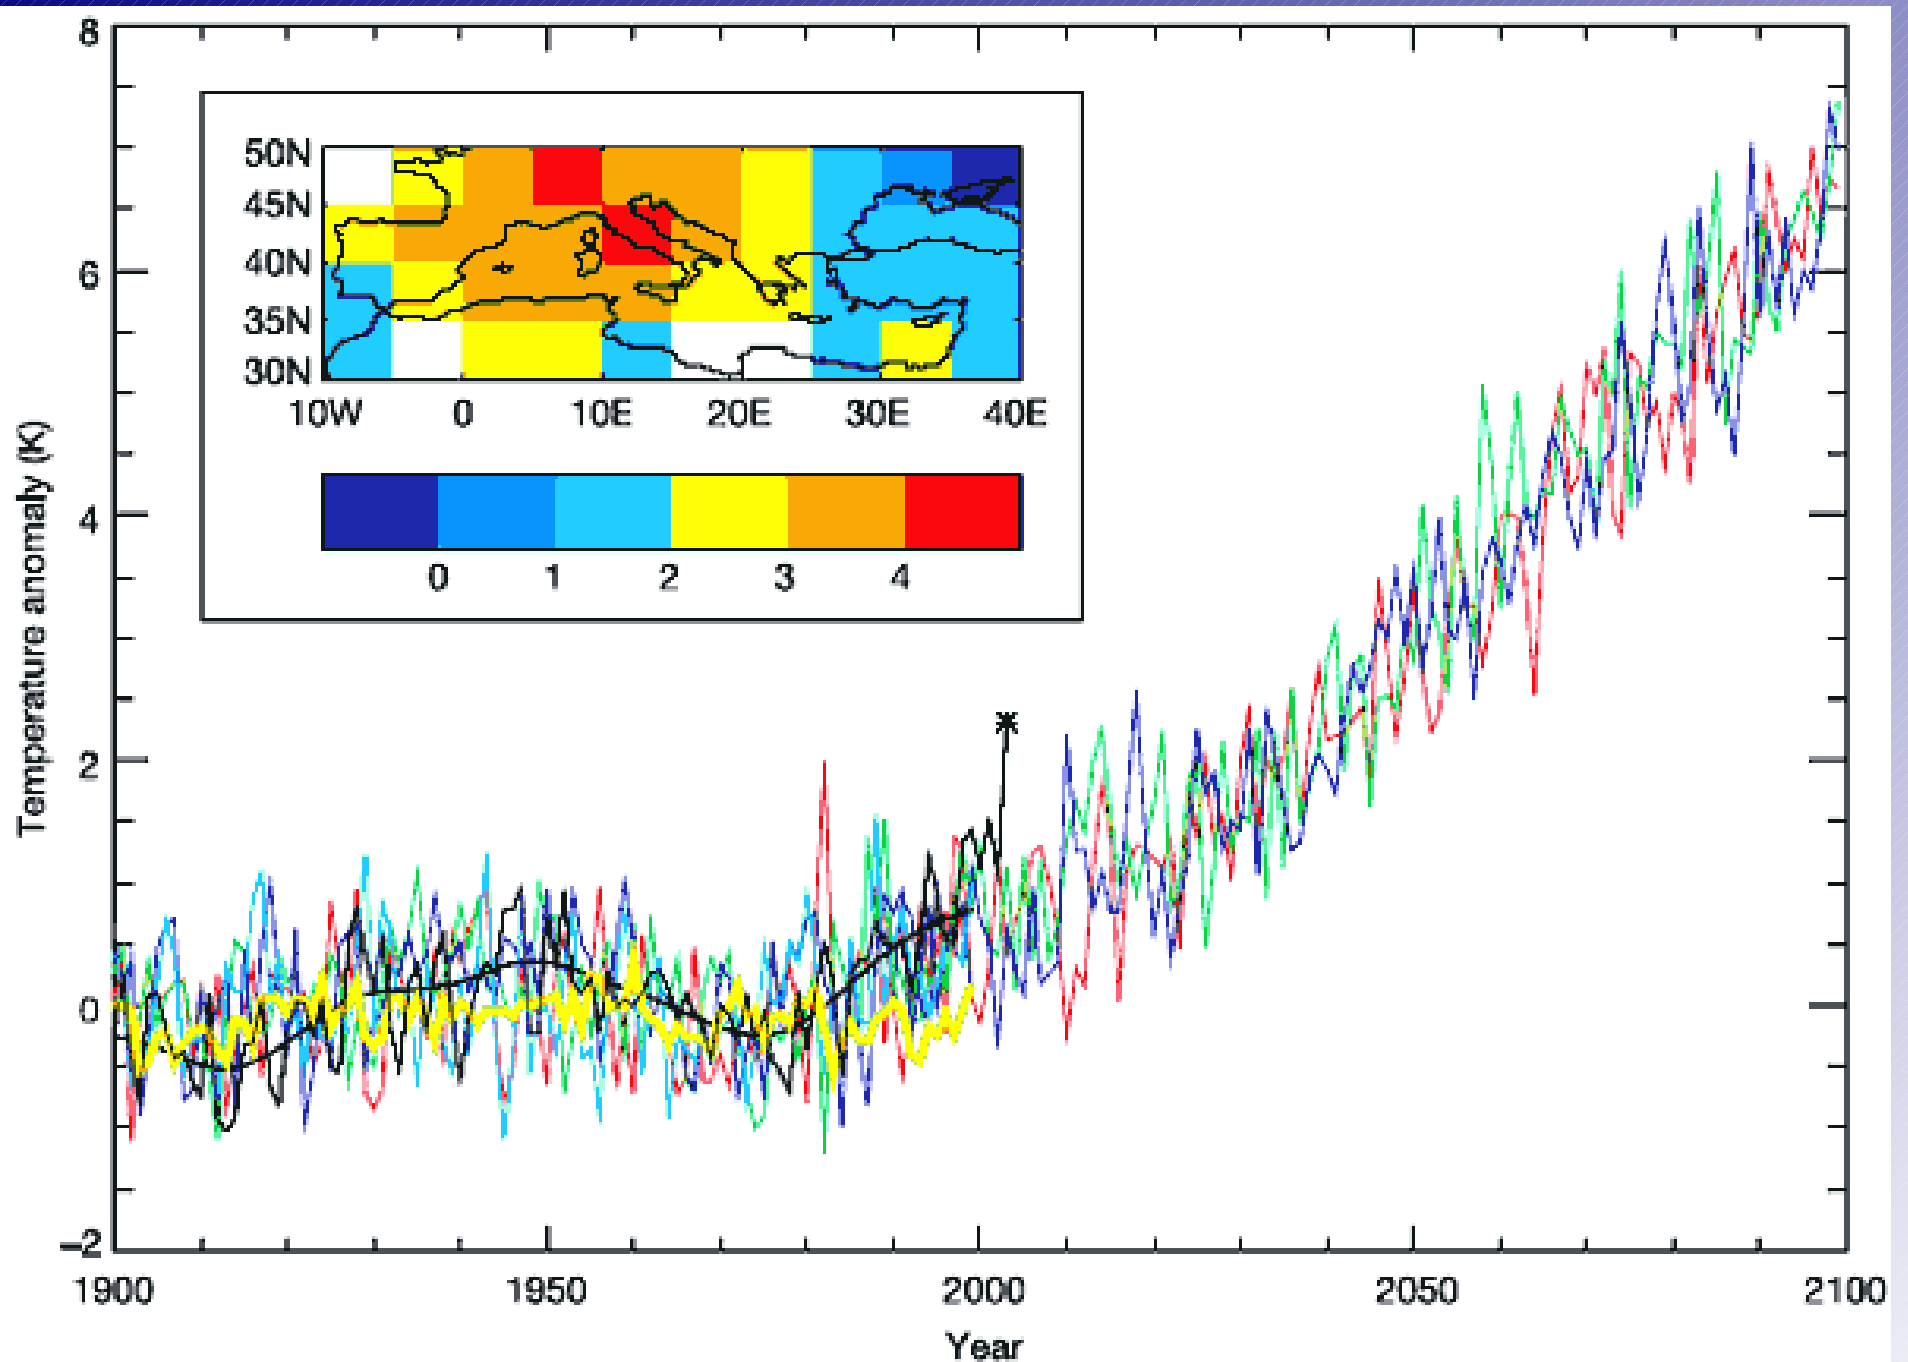 8
6
4
2
0
–2
Temperature anomaly (K)
50N
45N
40N
35N
30N
10W 0 10E 20E 30E 40E
0 1 2 3 4
1900 1950 2000 2050 2100
Year